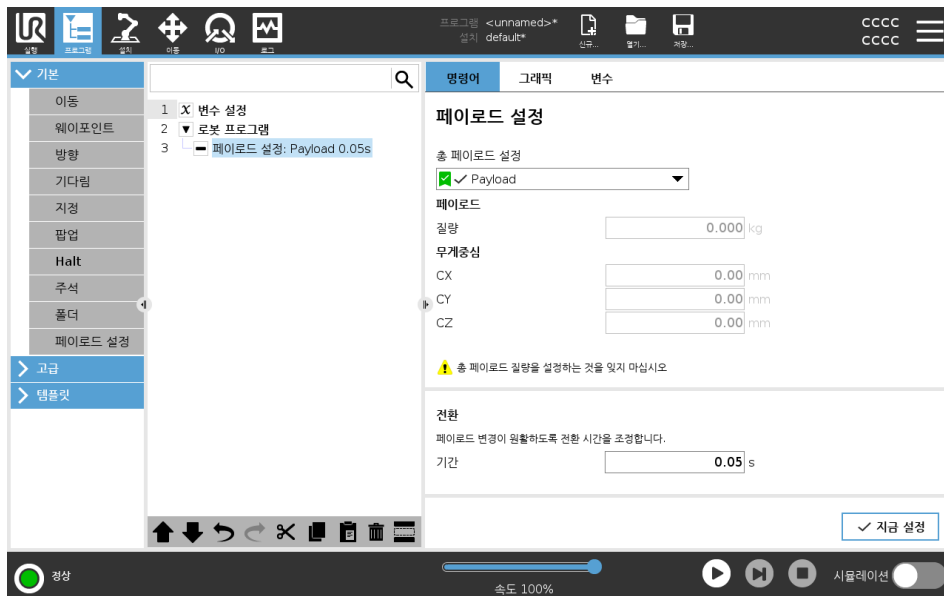 UR
실행
프로그램
설치
이동
I/O
로그
프로그램 <unnamed>*
설치 default*
신규...
열기...
저장...
CCCC
CCCC
기본
이동
웨이포인트
방향
기다림
지정
팝업
Halt
주석
폴더
페이로드 설정
고급
템플릿
1 X 변수 설정
2 로봇 프로그램
3 페이로드 설정: Payload 0.05s
명령어 그래픽 변수
페이로드 설정
총 페이로드 설정
Payload
페이로드
질량 0.000 kg
무게중심
CX 0.00 mm
CY 0.00 mm
CZ 0.00 mm
총 페이로드 질량을 설정하는 것을 잊지 마십시오
전환
페이로드 변경이 원활하도록 전환 시간을 조정합니다.
기간 0.05 s
지금 설정
정상
속도 100%
시뮬레이션